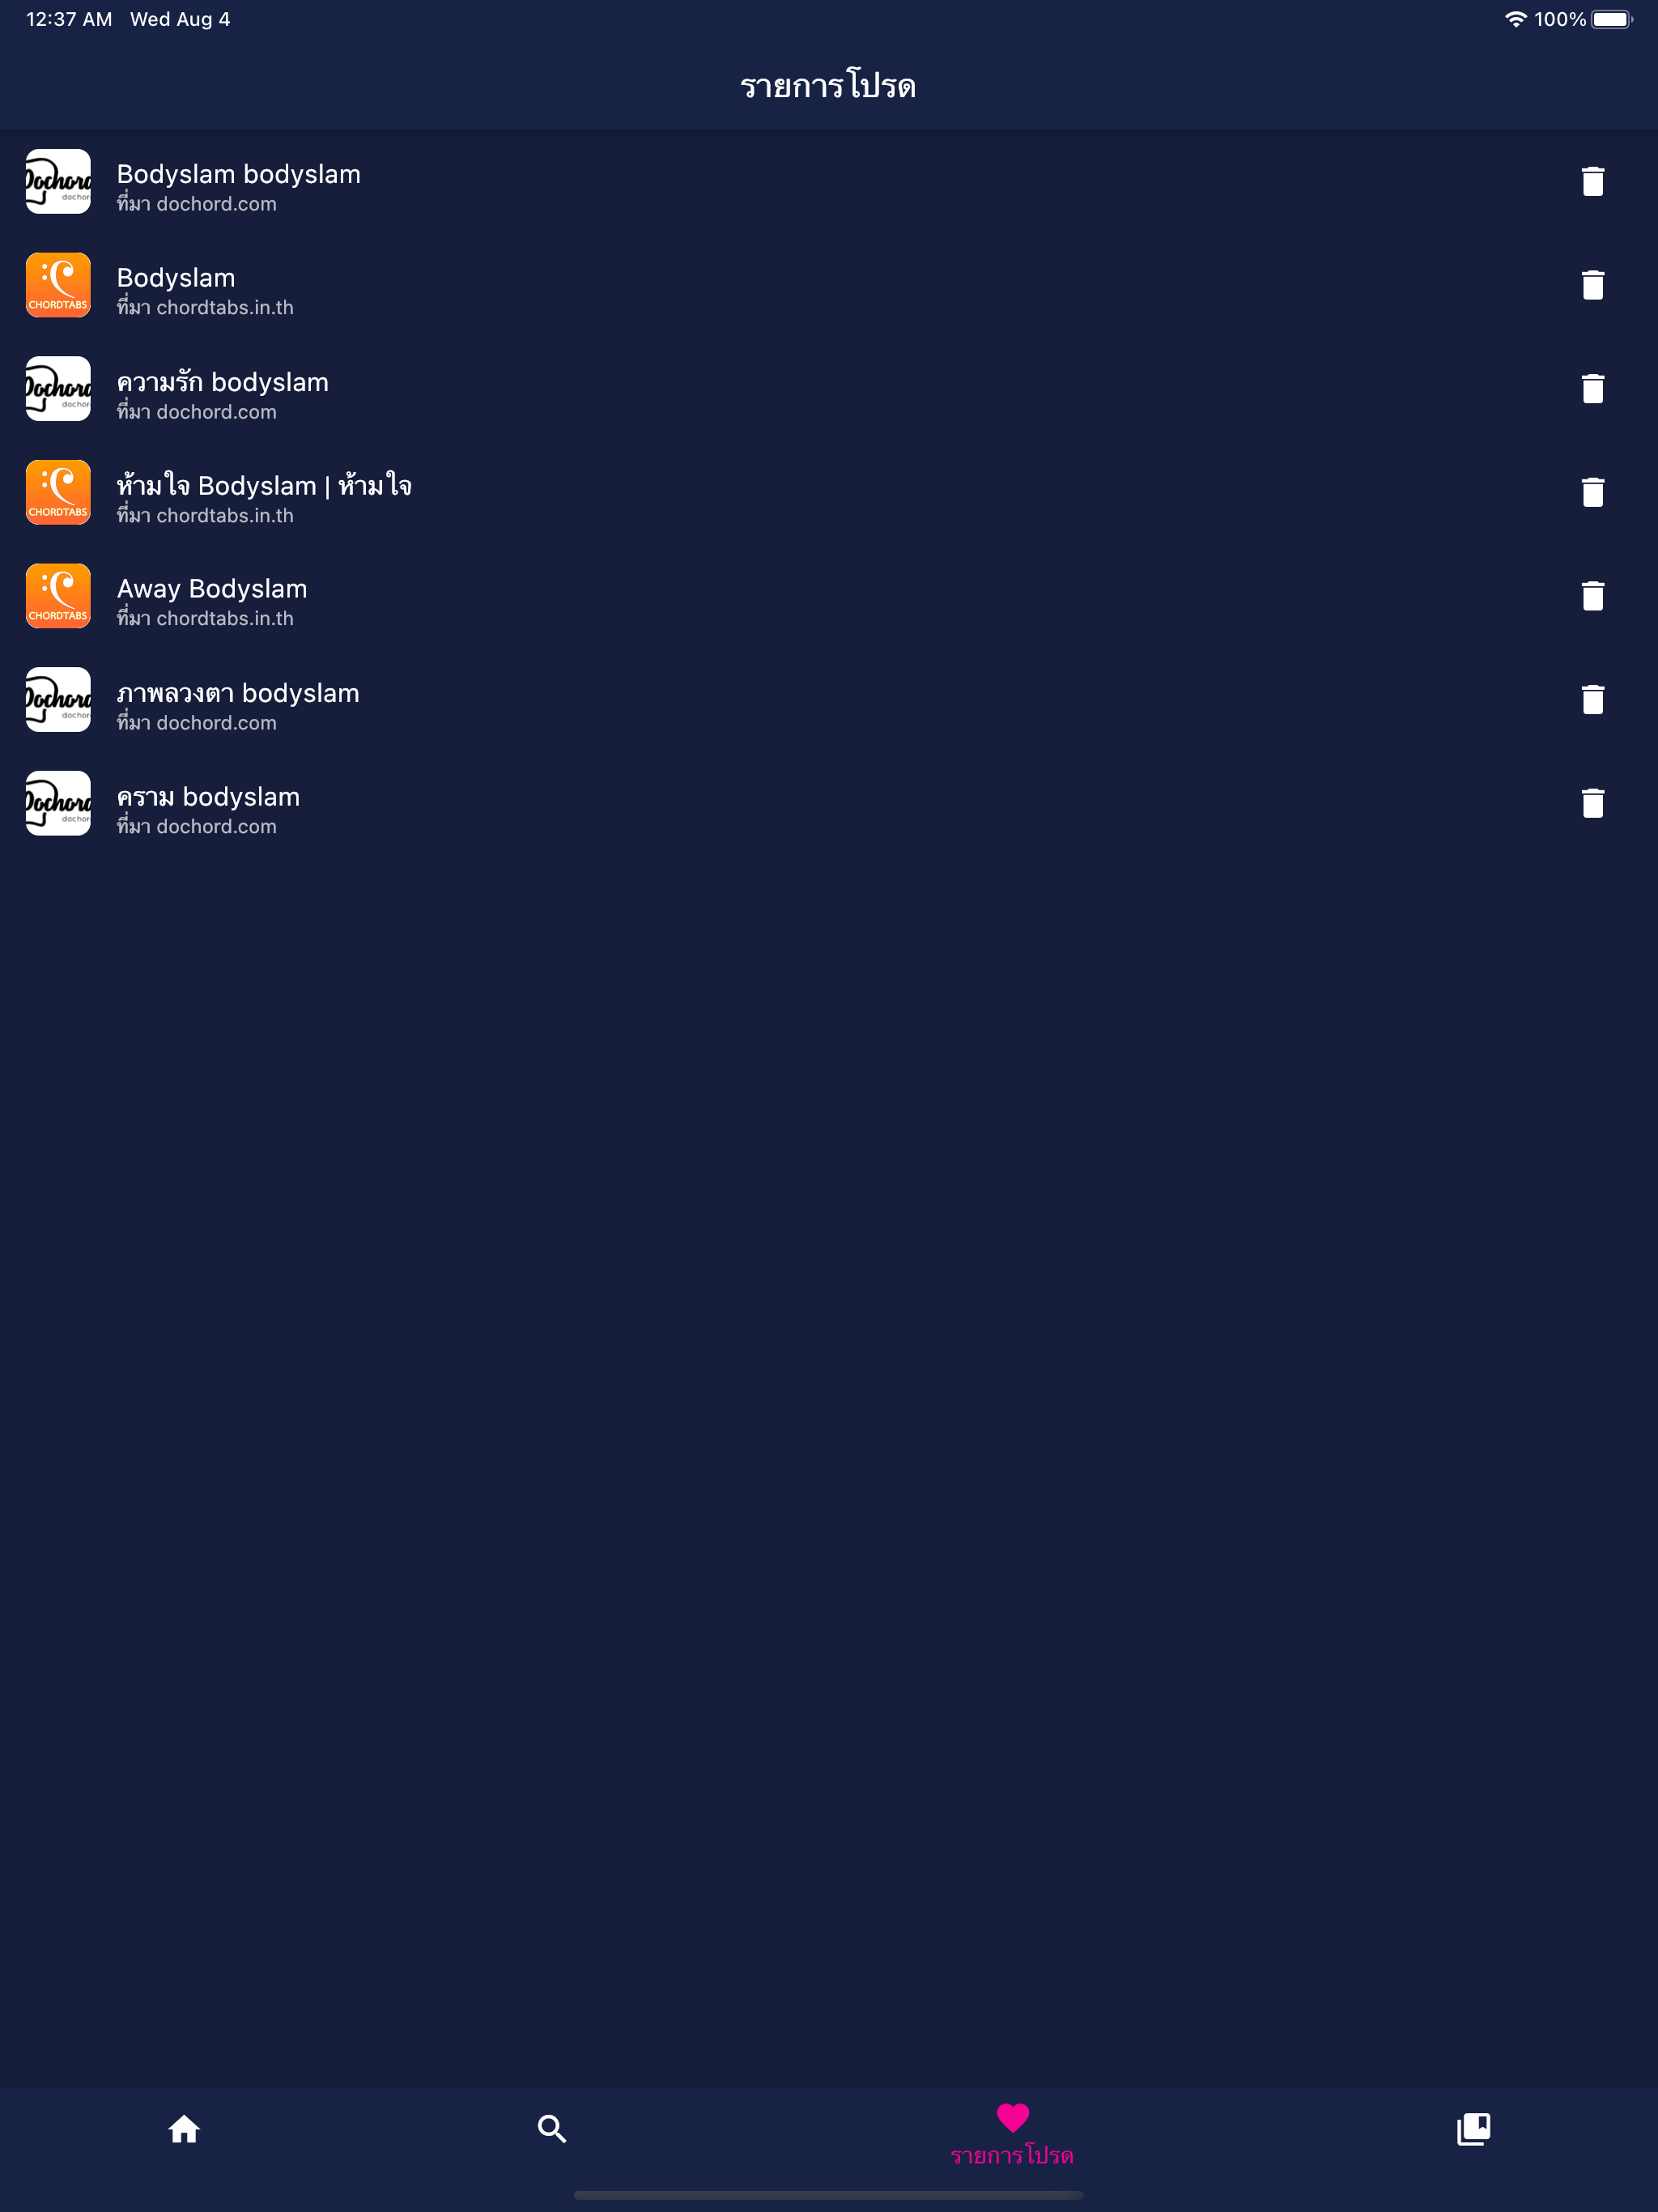 12:37 AM Wed Aug 4 100%
รายการโปรด
Dochord
dochor
Bodyslam bodyslam
ที่มา dochord.com
CHORDTABS
Bodyslam
ที่มา chordtabs.in.th
Dochord
dochor
ความรัก bodyslam
ที่มา dochord.com
CHORDTABS
ห้ามใจ Bodyslam | ห้ามใจ
ที่มา chordtabs.in.th
CHORDTABS
Away Bodyslam
ที่มา chordtabs.in.th
Dochord
dochor
ภาพลวงตา bodyslam
ที่มา dochord.com
Dochord
dochor
คราม bodyslam
ที่มา dochord.com
รายการโปรด